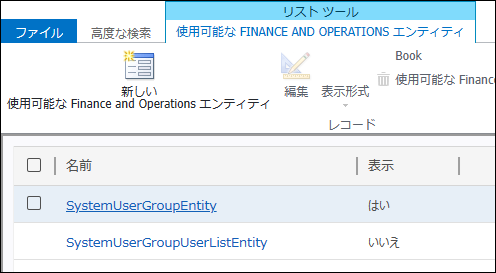 リスト ツール
ファイル
高度な検索
使用可能な FINANCE AND OPERATIONS エンティティ
新しい
使用可能な Finance and Operations エンティティ
編集
表示形式
Book
使用可能な Financ
レコード
名前
表示
SystemUserGroupEntity
はい
SystemUserGroupUserListEntity
いいえ